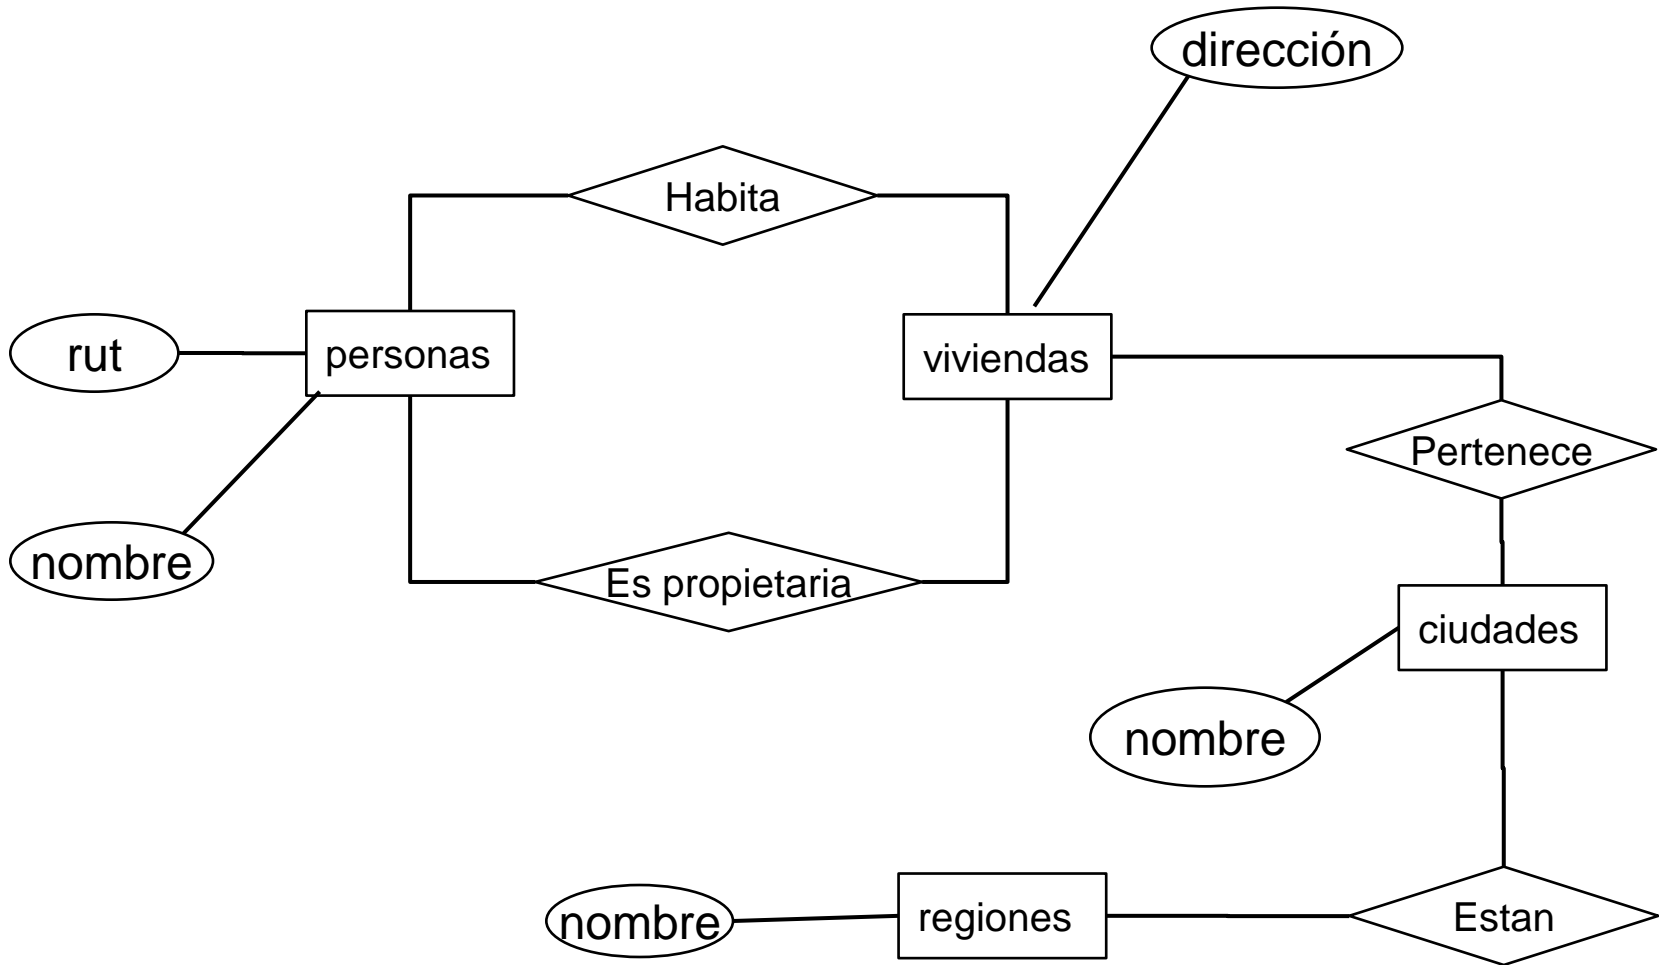 dirección
Habita
rut
personas
viviendas
Pertenece
nombre
Es propietaria
ciudades
nombre
nombre
regiones
Estan